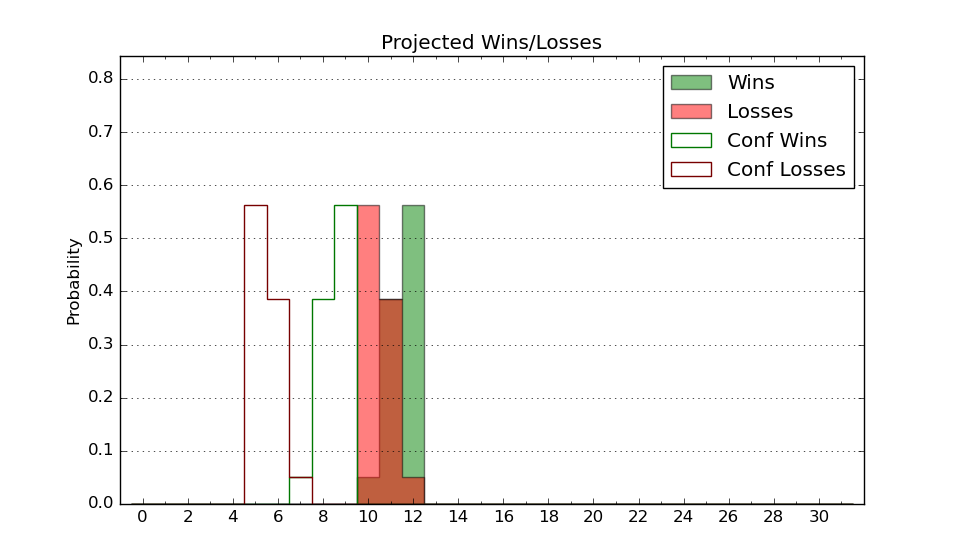 Projected Wins/Losses
Probability
0.8
0.7
0.6
0.5
0.4
0.3
0.2
0.1
0.0
0 2 4 6 8 10 12 14 16 18 20 22 24 26 28 30
Wins
Losses
Conf Wins
Conf Losses